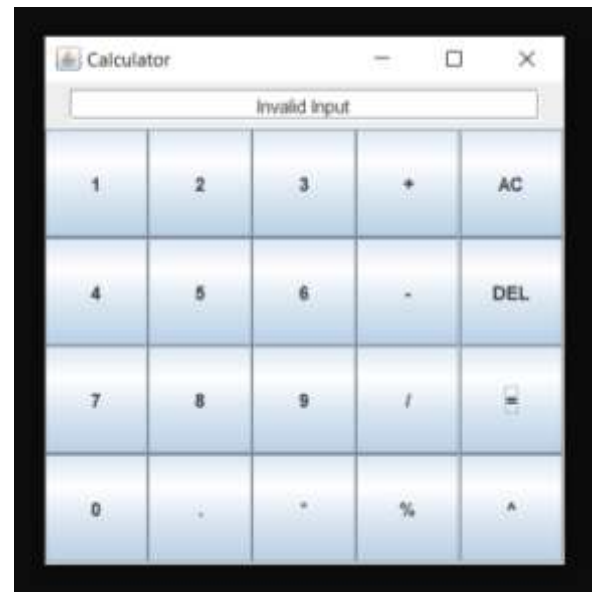 Calculator
Invalid Input
1 2 3 + AC
4 5 6 - DEL
7 8 9 / =
0 . * % ^